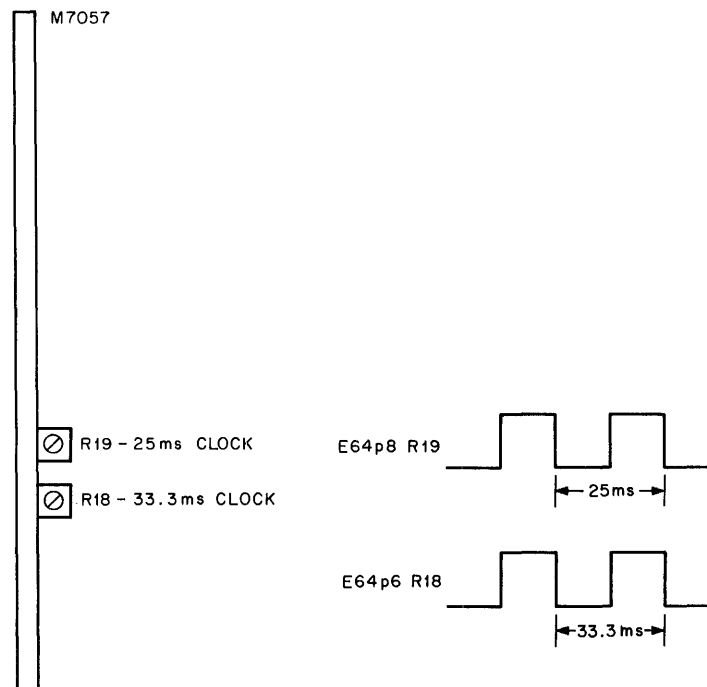 M7057
R19 - 25ms CLOCK
R18 - 33.3ms CLOCK
E64p8 R19
25ms
E64p6 R18
33.3ms